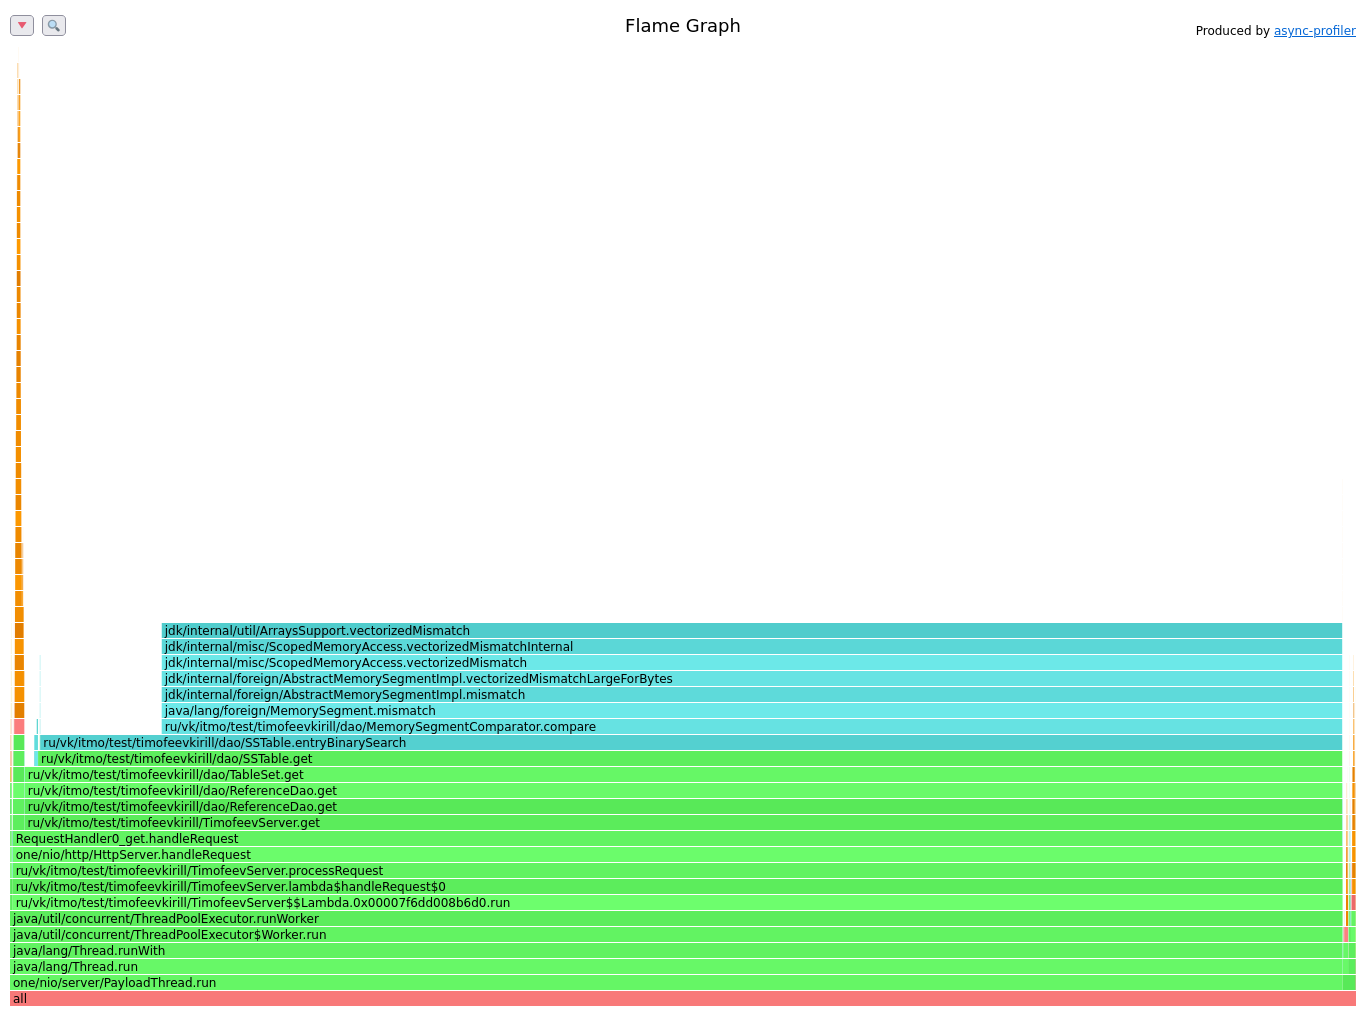 Flame Graph
Produced by async-profiler
jdk/internal/util/ArraysSupport.vectorizedMismatch
jdk/internal/misc/ScopedMemoryAccess.vectorizedMismatchInternal
jdk/internal/misc/ScopedMemoryAccess.vectorizedMismatch
jdk/internal/foreign/AbstractMemorySegmentImpl.vectorizedMismatchLargeForBytes
jdk/internal/foreign/AbstractMemorySegmentImpl.mismatch
java/lang/foreign/MemorySegment.mismatch
ru/vk/itmo/test/timofeevkirill/dao/MemorySegmentComparator.compare
ru/vk/itmo/test/timofeevkirill/dao/SSTable.entryBinarySearch
ru/vk/itmo/test/timofeevkirill/dao/SSTable.get
ru/vk/itmo/test/timofeevkirill/dao/TableSet.get
ru/vk/itmo/test/timofeevkirill/dao/ReferenceDao.get
ru/vk/itmo/test/timofeevkirill/dao/ReferenceDao.get
ru/vk/itmo/test/timofeevkirill/TimofeevServer.get
RequestHandler0_get.handleRequest
one/nio/http/HttpServer.handleRequest
ru/vk/itmo/test/timofeevkirill/TimofeevServer.processRequest
ru/vk/itmo/test/timofeevkirill/TimofeevServer.lambda$handleRequest$0
ru/vk/itmo/test/timofeevkirill/TimofeevServer$$Lambda.0x00007f6dd008b6d0.run
java/util/concurrent/ThreadPoolExecutor.runWorker
java/util/concurrent/ThreadPoolExecutor$Worker.run
java/lang/Thread.runWith
java/lang/Thread.run
one/nio/server/PayloadThread.run
all